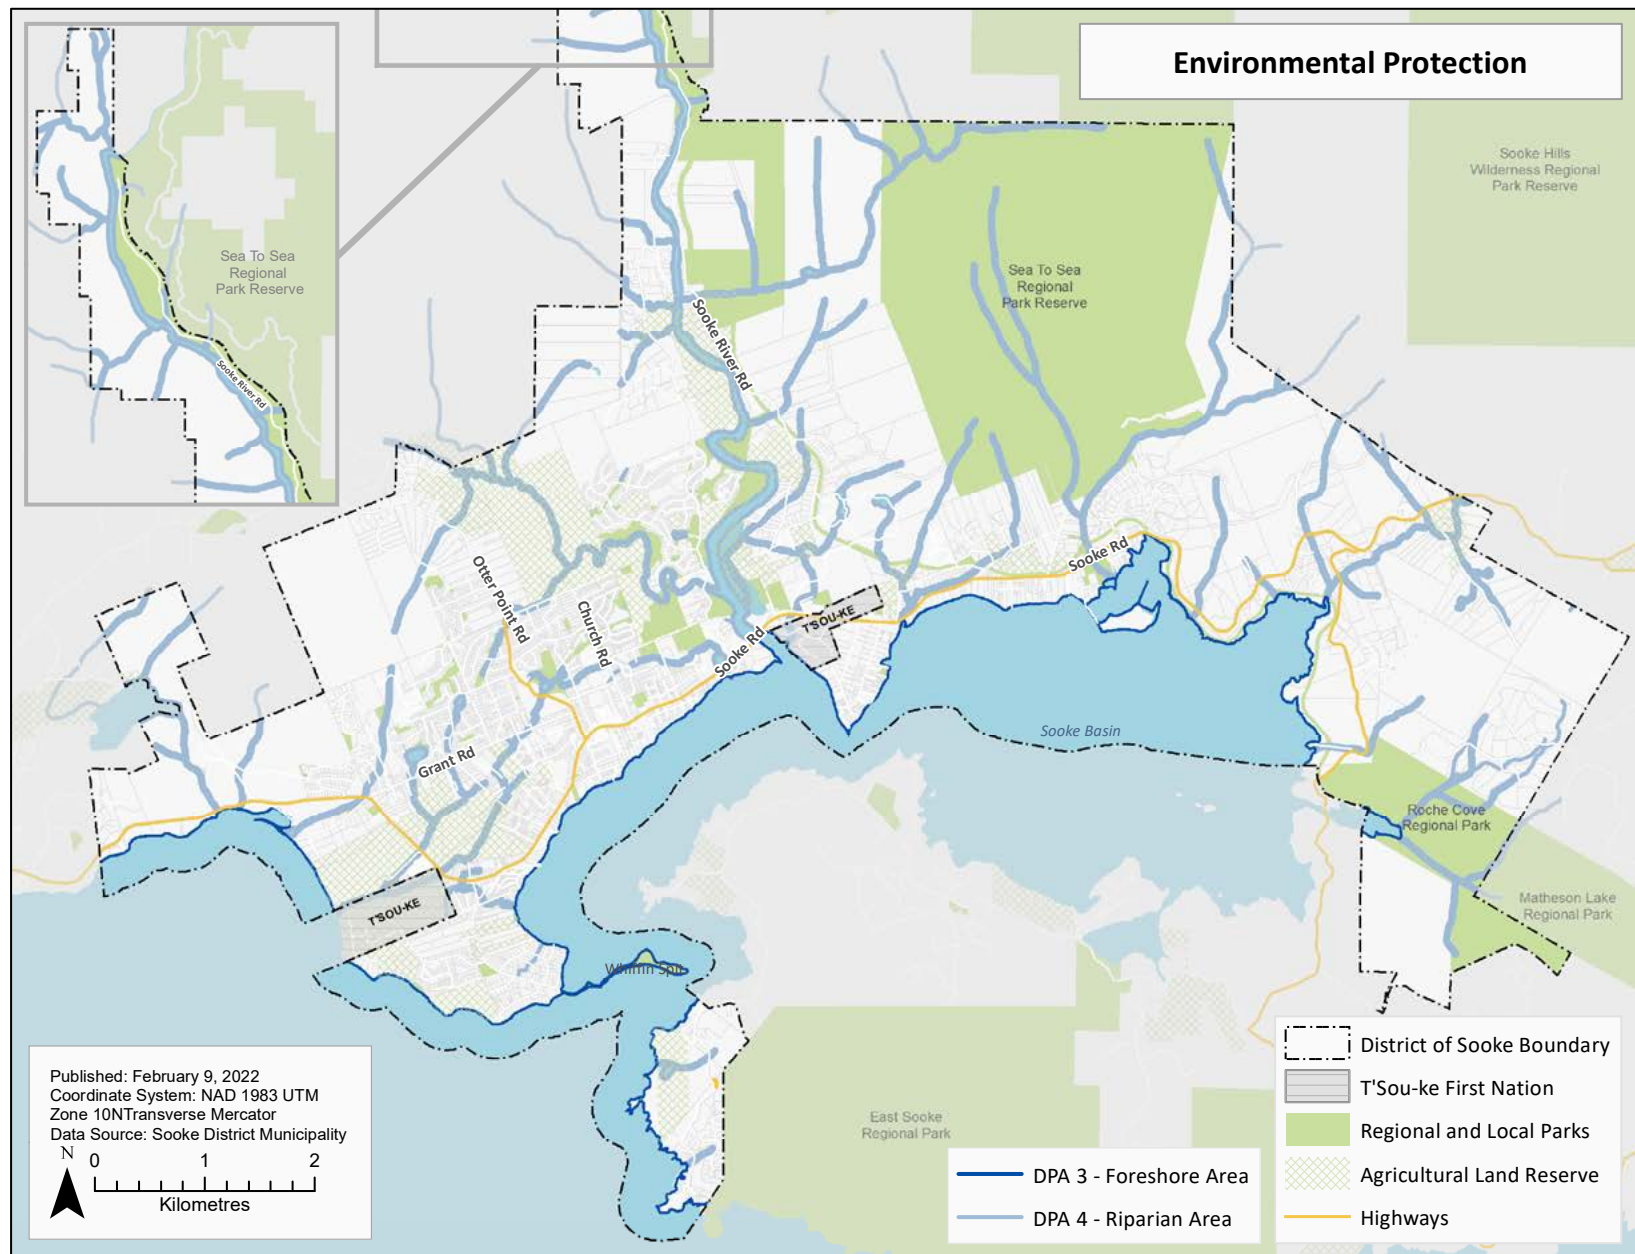 Environmental Protection
Sooke Hills
Wilderness Regional
Park Reserve
Sea To Sea
Regional
Park Reserve
Sooke River Rd
Sea To Sea
Regional
Park Reserve
Sooke River Rd
Otter Point Rd
Church Rd
Sooke Rd
Sooke Rd
T'SOU-KE
Grant Rd
Sooke Basin
Roche Cove
Regional Park
Matheson Lake
Regional Park
T'SOU-KE
Whiffin Spit
East Sooke
Regional Park
Published: February 9, 2022
Coordinate System: NAD 1983 UTM
Zone 10NTransverse Mercator
Data Source: Sooke District Municipality
N
0 1 2
Kilometres
DPA 3 - Foreshore Area
DPA 4 - Riparian Area
District of Sooke Boundary
T'Sou-ke First Nation
Regional and Local Parks
Agricultural Land Reserve
Highways